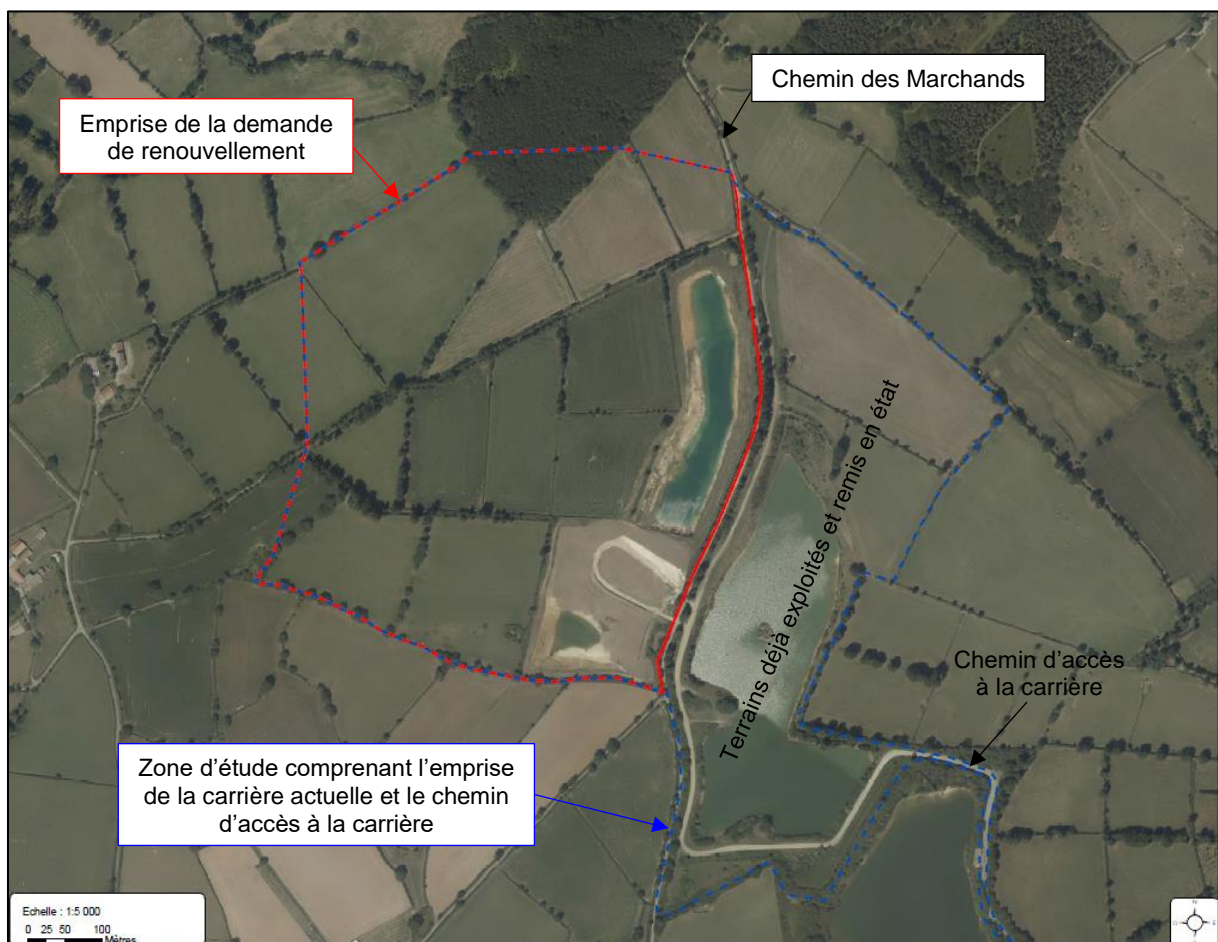 Chemin des Marchands
Emprise de la demande
de renouvellement
Terrains déjà exploités et remis en état
Chemin d'accès
à la carrière
Zone d'étude comprenant l'emprise
de la carrière actuelle et le chemin
d'accès à la carrière
Echelle : 1:5 000
0 25 50 100
Mètres
N
W E
S